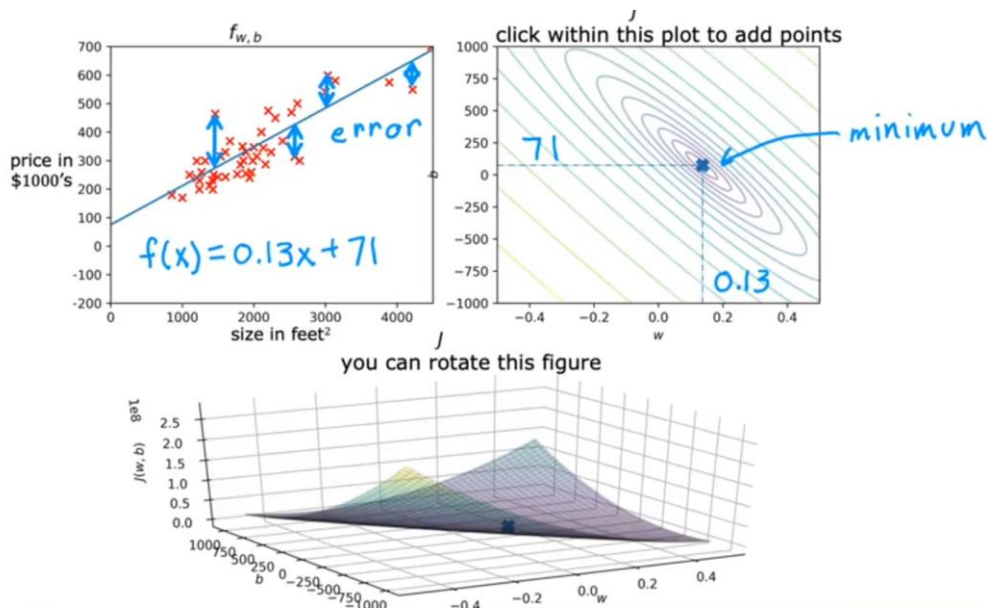 f_{w, b}
700
600
500
400
300
200
100
0
-100
-200
price in
$1000's
0 1000 2000 3000 4000
size in feet²
error
f(x)=0.13x+71
J
click within this plot to add points
1000
750
500
250
0
−250
−500
−750
−1000
b
−0.4 −0.2 0.0 0.2 0.4
w
71
0.13
minimum
J
you can rotate this figure
1e8
J(w,b)
2.5
2.0
1.5
1.0
0.5
0.0
1000
750
500
250
0
−250
−500
−750
−1000
b
−0.4 −0.2 0.0 0.2 0.4
w